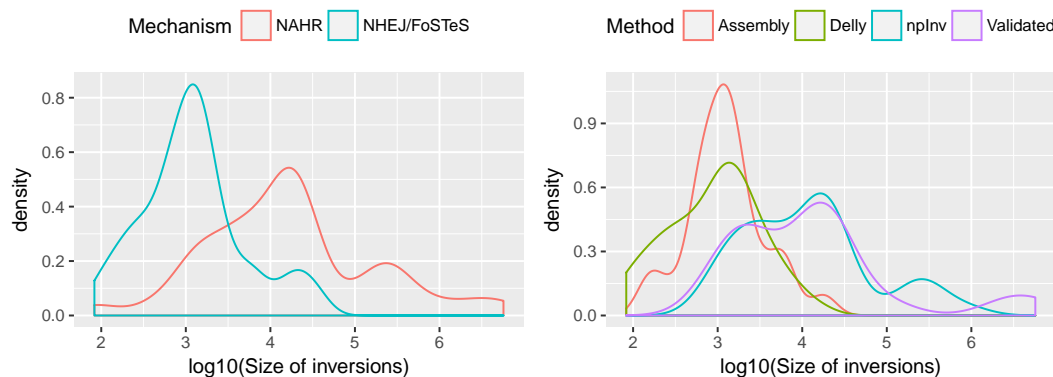 Mechanism NAHR NHEJ/FoSTeS
0.8
0.6
0.4
0.2
0.0
density
2 3 4 5 6
log10(Size of inversions)
Method Assembly Delly npInv Validated
0.9
0.6
0.3
0.0
density
2 3 4 5 6
log10(Size of inversions)